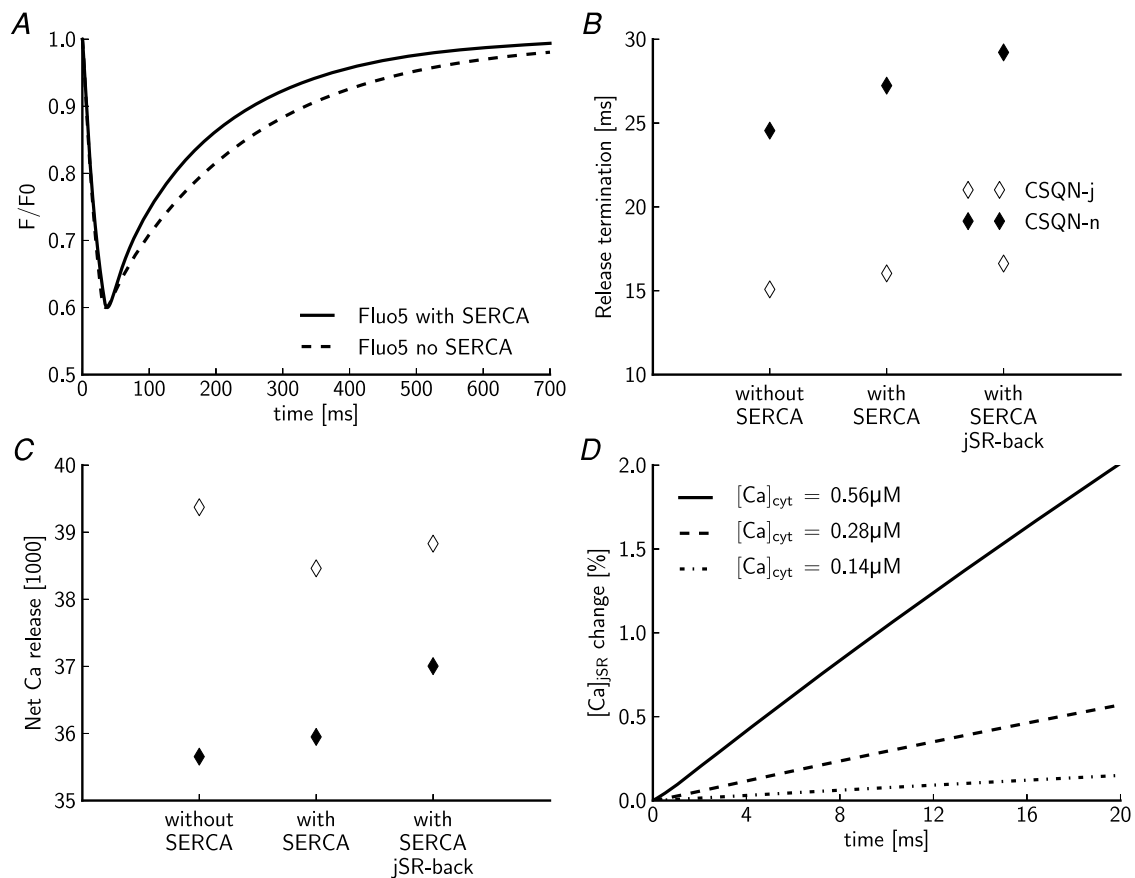 A
F/F0
1.0
0.9
0.8
0.7
0.6
0.5
Fluo5 with SERCA
Fluo5 no SERCA
0 100 200 300 400 500 600 700
time [ms]
B
Release termination [ms]
30
25
20
15
10
CSQN-j
CSQN-n
without
SERCA
with
SERCA
with
SERCA
jSR-back
C
Net Ca release [1000]
40
39
38
37
36
35
without
SERCA
with
SERCA
with
SERCA
jSR-back
D
[Ca]jSR change [%]
2.0
1.5
1.0
0.5
0.0
[Ca]cyt = 0.56μM
[Ca]cyt = 0.28μM
[Ca]cyt = 0.14μM
0 4 8 12 16 20
time [ms]